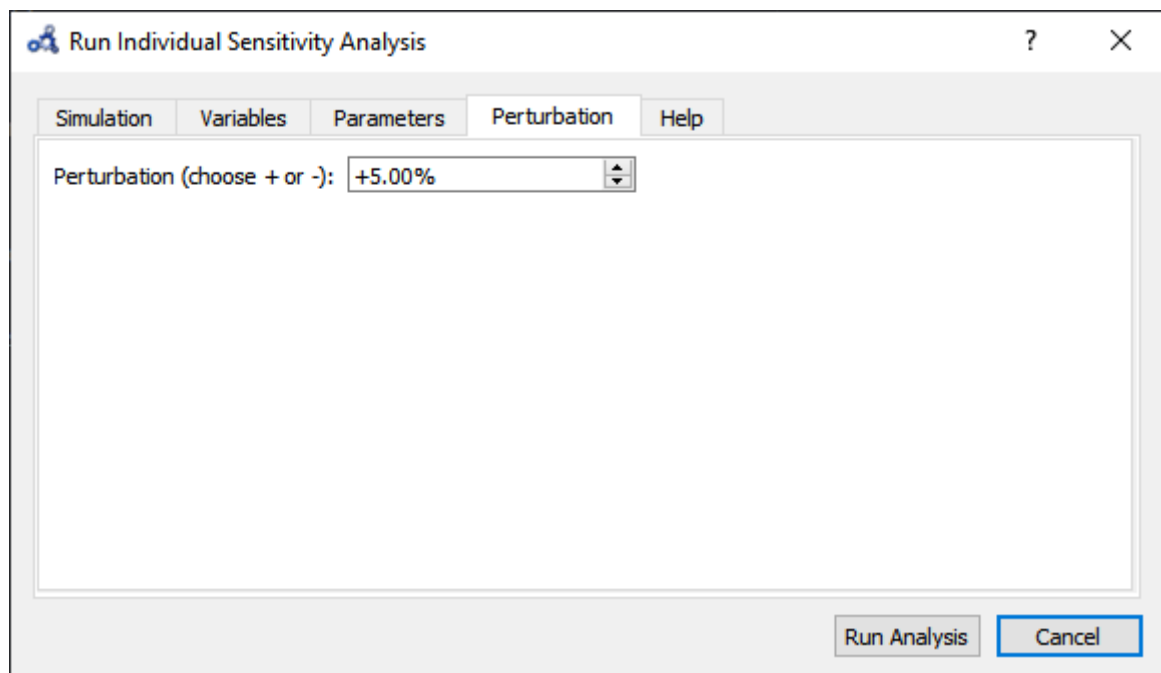 Run Individual Sensitivity Analysis ?
Simulation Variables Parameters Perturbation Help
Perturbation (choose + or -): +5.00%
Run Analysis Cancel